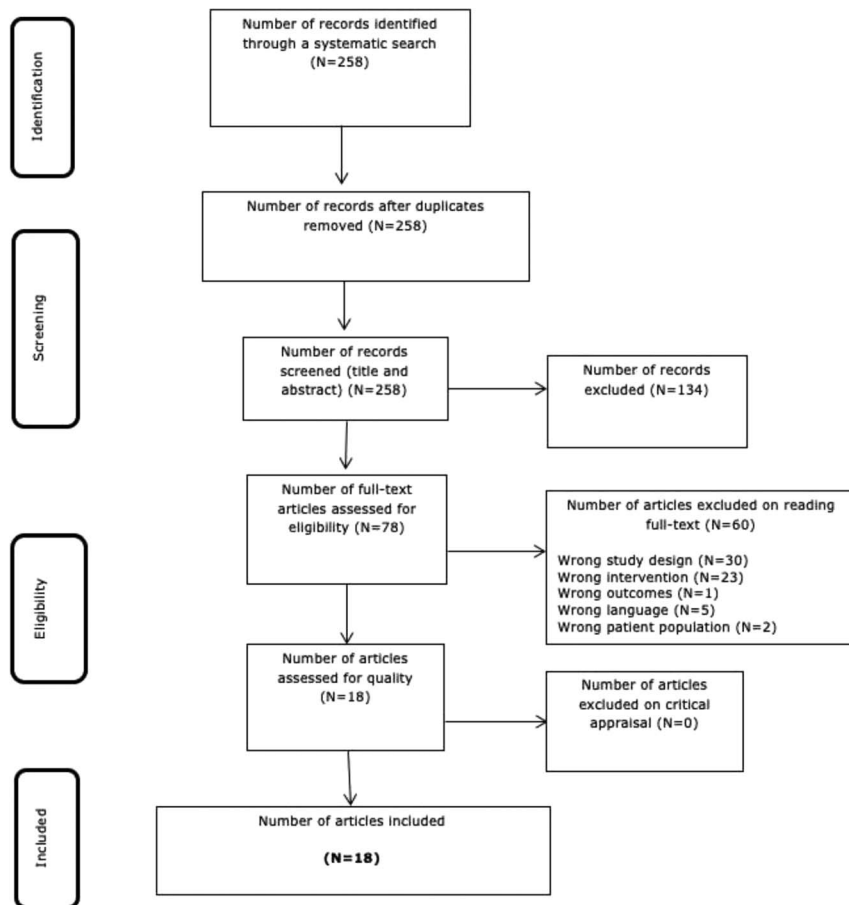 Identification
Number of records identified
through a systematic search
(N=258)
Number of records after duplicates
removed (N=258)
Screening
Number of records
screened (title and
abstract) (N=258)
Number of records
excluded (N=134)
Eligibility
Number of full-text
articles assessed for
eligibility (N=78)
Number of articles excluded on reading
full-text (N=60)
Wrong study design (N=30)
Wrong intervention (N=23)
Wrong outcomes (N=1)
Wrong language (N=5)
Wrong patient population (N=2)
Number of articles
assessed for quality
(N=18)
Number of articles
excluded on critical
appraisal (N=0)
Included
Number of articles included
(N=18)